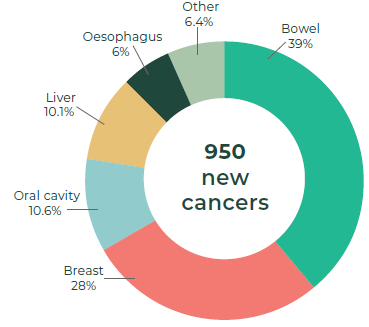 Other
6.4%
Bowel
39%
Oesophagus
6%
Liver
10.1%
950
new
cancers
Oral cavity
10.6%
Breast
28%